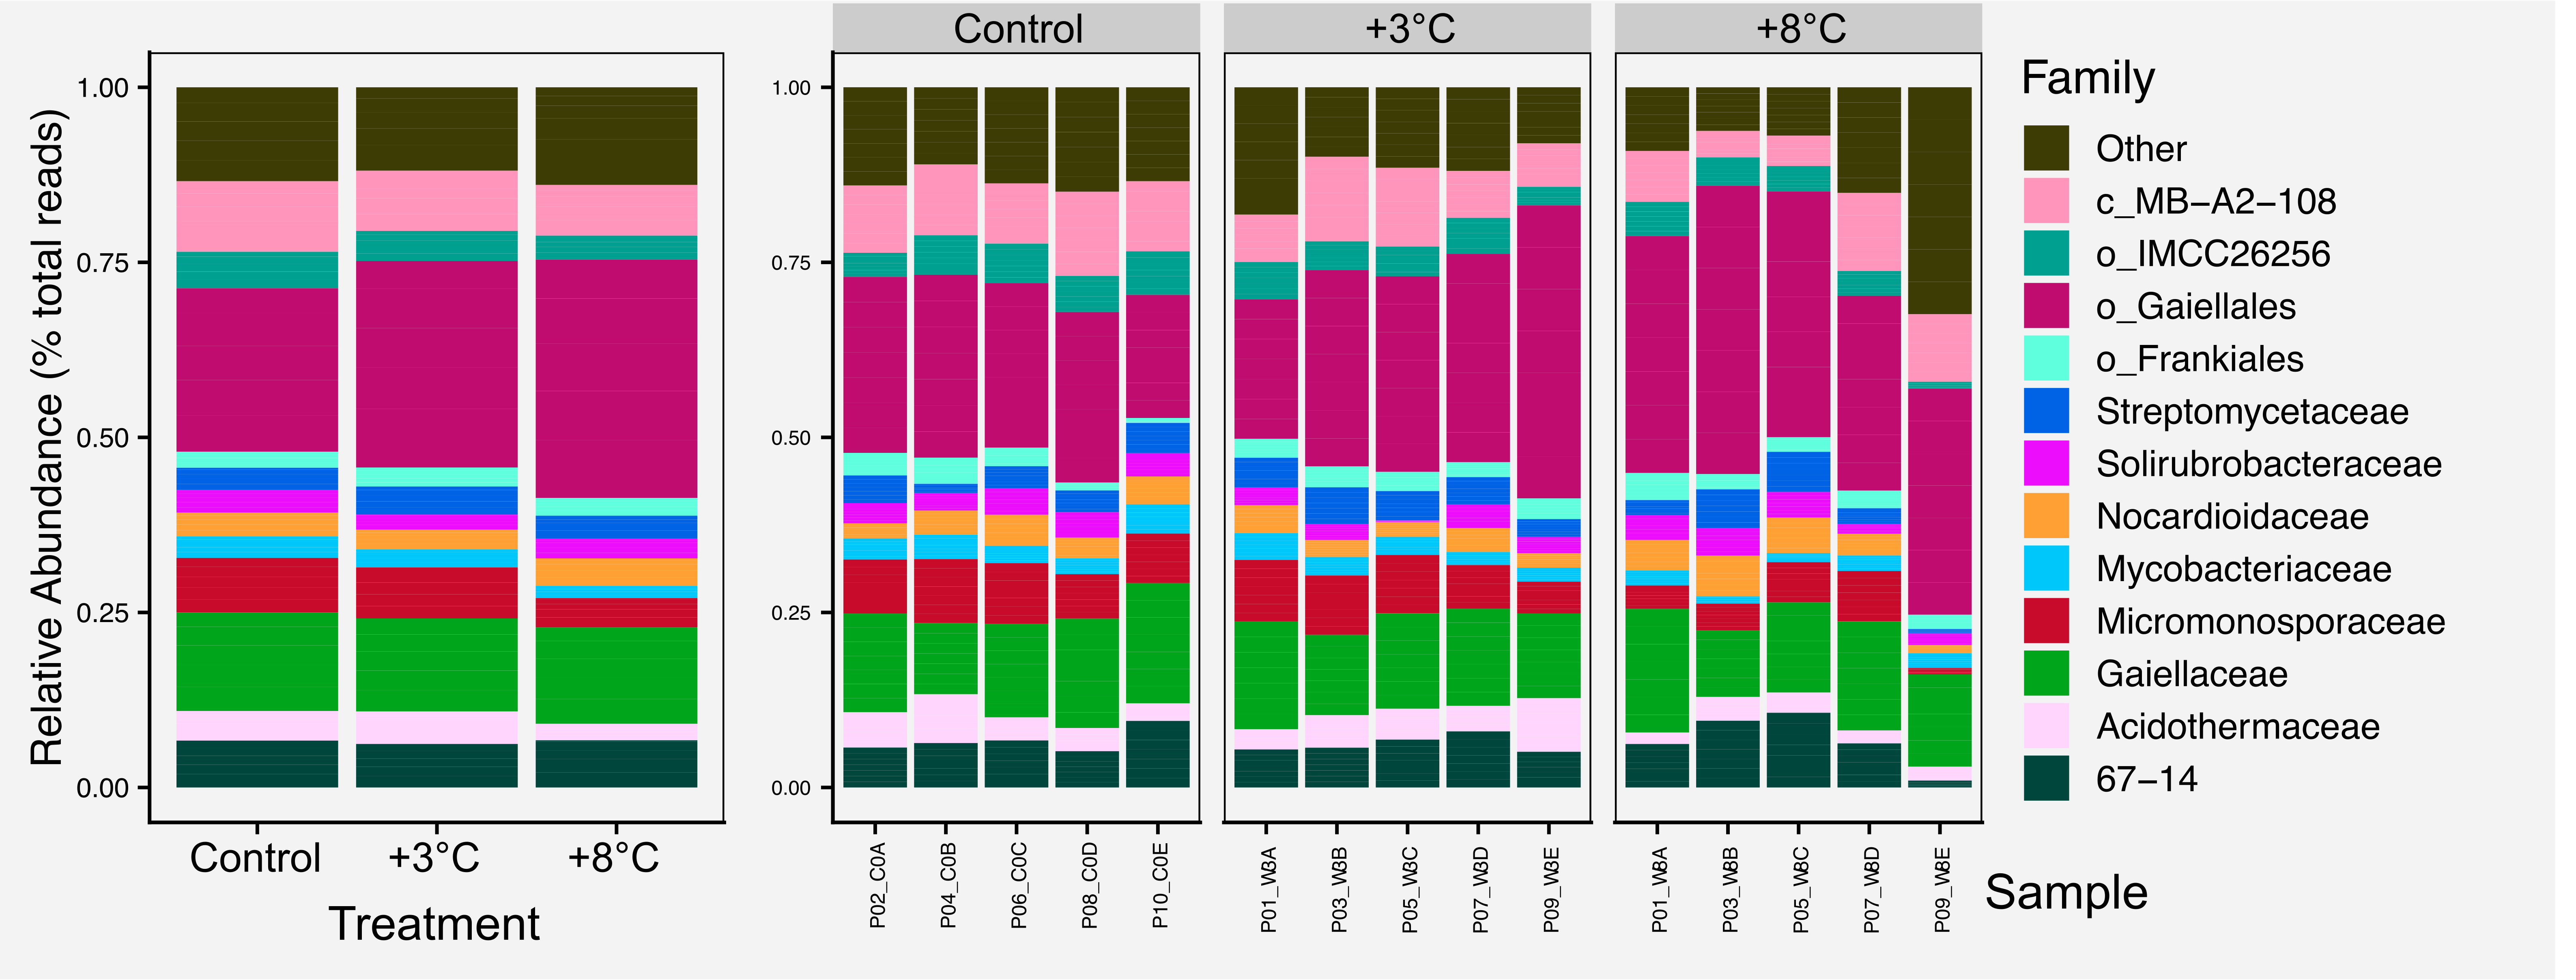 Control
+3°C
+8°C
Relative Abundance (% total reads)
1.00
0.75
0.50
0.25
0.00
Control
+3°C
+8°C
Treatment
1.00
0.75
0.50
0.25
0.00
P02_C0A
P04_C0B
P06_C0C
P08_C0D
P10_C0E
P01_W3A
P03_W3B
P05_W3C
P07_W3D
P09_W3E
P01_W8A
P03_W8B
P05_W8C
P07_W8D
P09_W8E
Sample
Family
Other
c_MB−A2−108
o_IMCC26256
o_Gaiellales
o_Frankiales
Streptomycetaceae
Solirubrobacteraceae
Nocardioidaceae
Mycobacteriaceae
Micromonosporaceae
Gaiellaceae
Acidothermaceae
67−14